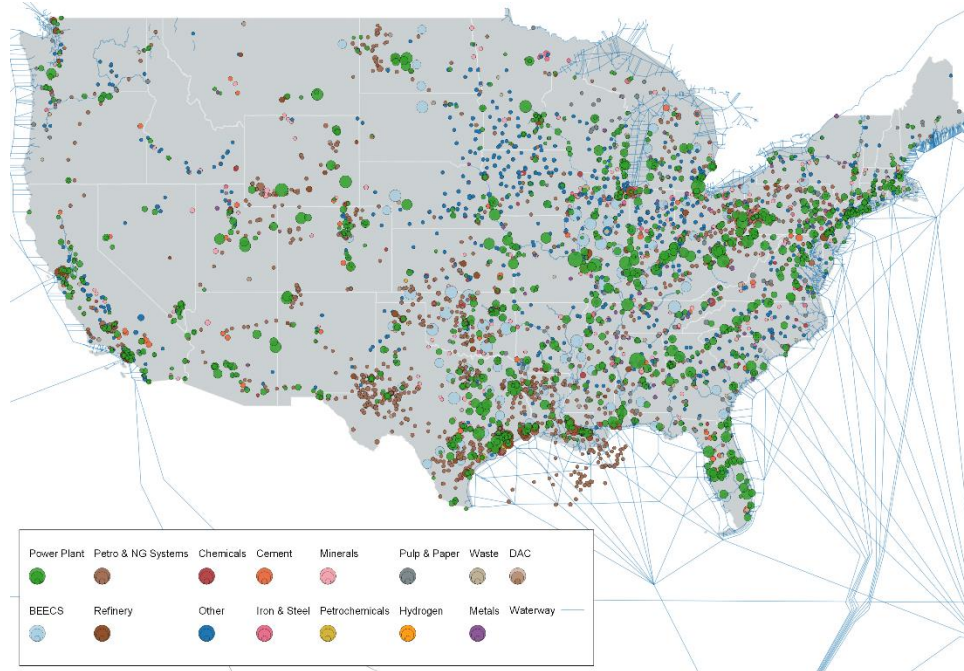 Power Plant Petro & NG Systems Chemicals Cement Minerals Pulp & Paper Waste DAC
BEECS Refinery Other Iron & Steel Petrochemicals Hydrogen Metals Waterway